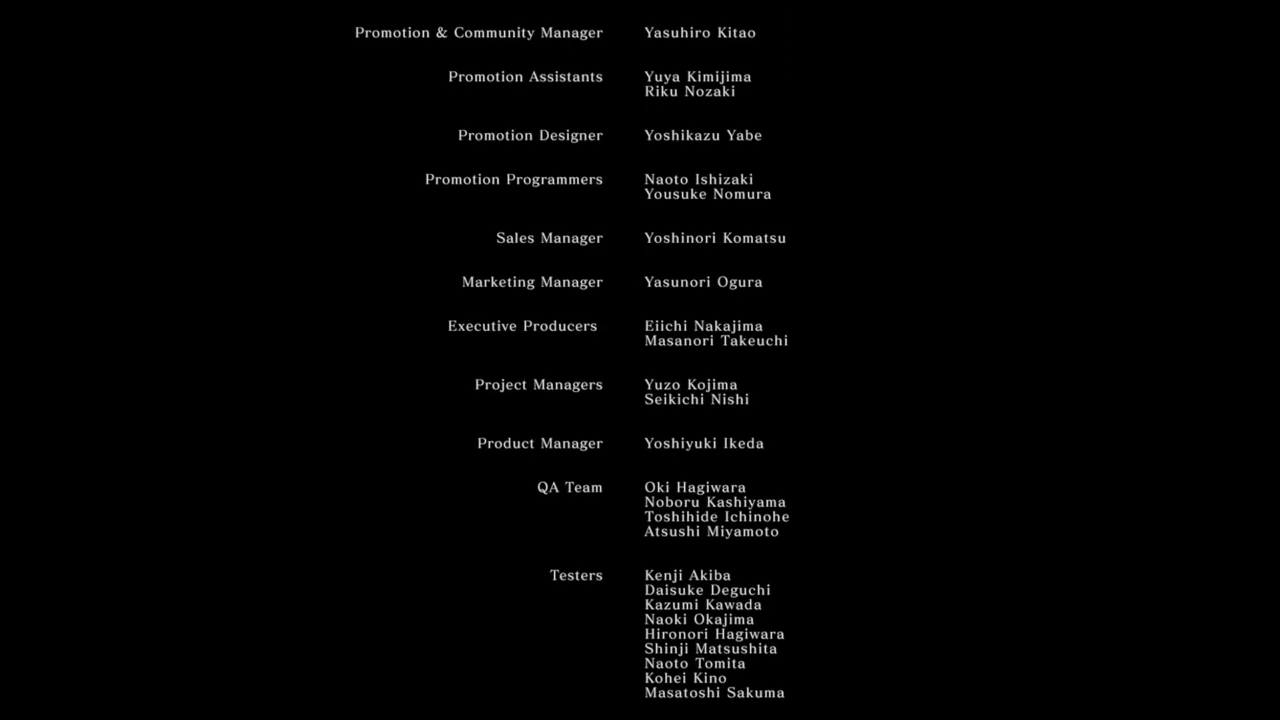 Promotion & Community Manager Yasuhiro Kitao
Promotion Assistants Yuya Kimijima
Riku Nozaki
Promotion Designer Yoshikazu Yabe
Promotion Programmers Naoto Ishizaki
Yousuke Nomura
Sales Manager Yoshinori Komatsu
Marketing Manager Yasunori Ogura
Executive Producers Eiichi Nakajima
Masanori Takeuchi
Project Managers Yuzo Kojima
Seikichi Nishi
Product Manager Yoshiyuki Ikeda
QA Team Oki Hagiwara
Noboru Kashiyama
Toshihide Ichinohe
Atsushi Miyamoto
Testers Kenji Akiba
Daisuke Deguchi
Kazumi Kawada
Naoki Okajima
Hironori Hagiwara
Shinji Matsushita
Naoto Tomita
Kohei Kino
Masatoshi Sakuma